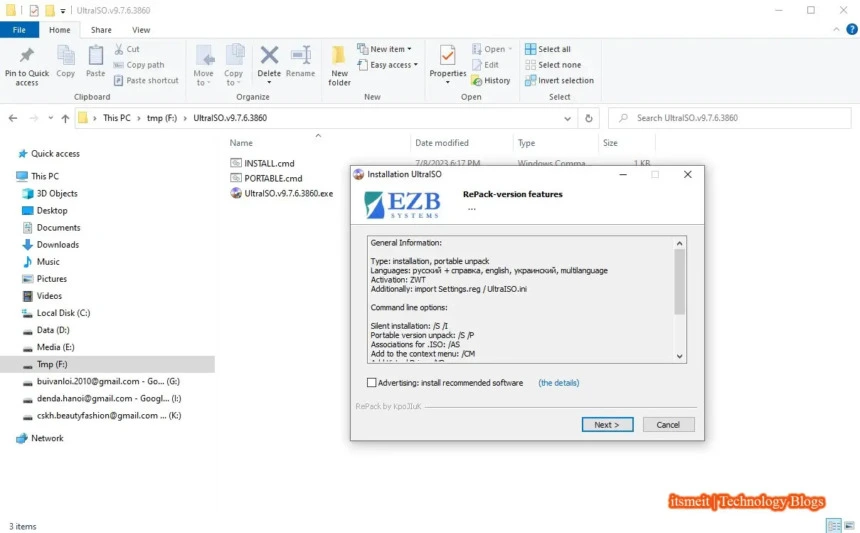 UltraISO.v9.7.6.3860
File Home Share View
Pin to Quick access
Copy
Paste
Cut
Copy path
Paste shortcut
Clipboard
Move to
Copy to
Delete
Rename
Organize
New folder
New item
Easy access
New
Properties
Open
Edit
History
Open
Select all
Select none
Invert selection
Select
This PC > tmp (F:) > UltraISO.v9.7.6.3860
Search UltraISO.v9.7.6.3860
Name Date modified Type Size
Quick access
This PC
3D Objects
Desktop
Documents
Downloads
Music
Pictures
Videos
Local Disk (C:)
Data (D:)
Media (E:)
Tmp (F:)
buivanloi.2010@gmail.com - Go... (G:)
denda.hanoi@gmail.com - Googl... (I:)
cskh.beautyfashion@gmail.com ... (K:)
Network
INSTALL.cmd 7/8/2023 6:17 PM Windows Comma... 1 KB
PORTABLE.cmd
UltraISO.v9.7.6.3860.exe
Installation UltraISO
EZB
SYSTEMS
RePack-version features
...
General Information:
Type: installation, portable unpack
Languages: русский + справка, english, украинский, multilanguage
Activation: ZWT
Additionally: import Settings.reg / UltraISO.ini
Command line options:
Silent installation: /S /I
Portable version unpack: /S /P
Associations for .ISO: /AS
Add to the context menu: /CM
Advertising: install recommended software (the details)
RePack by KpoJIuK
Next >
Cancel
itsmeit | Technology Blogs
3 items